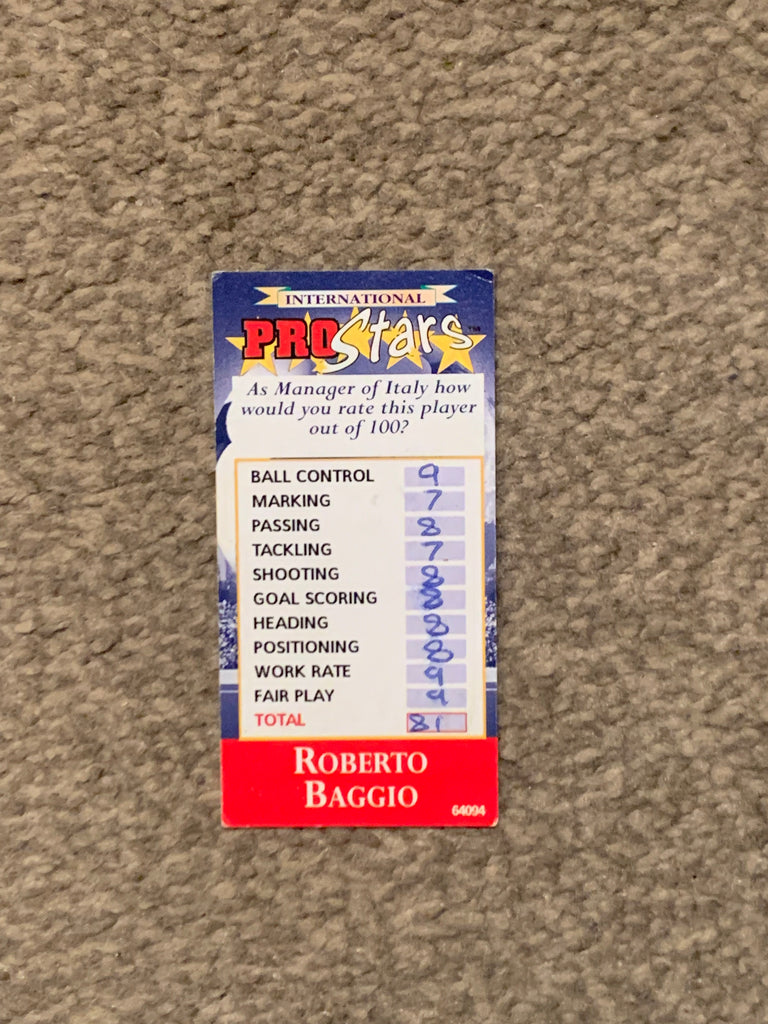 INTERNATIONAL
PROStars™
As Manager of Italy how
would you rate this player
out of 100?
BALL CONTROL 9
MARKING 7
PASSING 8
TACKLING 7
SHOOTING 8
GOAL SCORING 8
HEADING 8
POSITIONING 8
WORK RATE 9
FAIR PLAY 9
TOTAL 81
ROBERTO
BAGGIO
64094